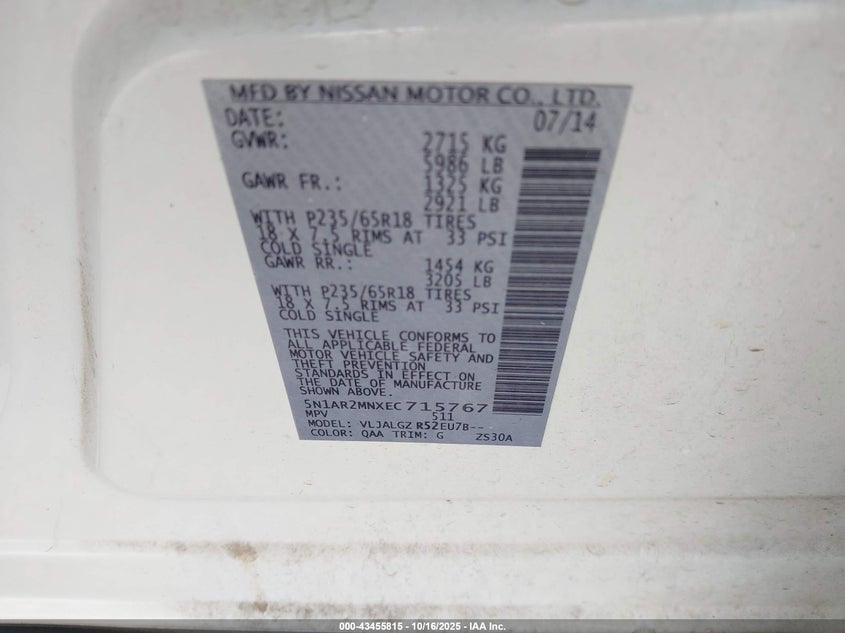 MFD BY NISSAN MOTOR CO., LTD.
DATE: 07/14
GVWR: 2715 KG
5986 LB
GAWR FR.: 1325 KG
2921 LB
WITH P235/65R18 TIRES
18 X 7.5 RIMS AT 33 PSI
COLD SINGLE
GAWR RR.: 1454 KG
3205 LB
WITH P235/65R18 TIRES
18 X 7.5 RIMS AT 33 PSI
COLD SINGLE
THIS VEHICLE CONFORMS TO
ALL APPLICABLE FEDERAL
MOTOR VEHICLE SAFETY AND
THEFT PREVENTION
STANDARDS IN EFFECT ON
THE DATE OF MANUFACTURE
SHOWN ABOVE.
5N1AR2MNXEC715767
MPV 511
MODEL: VLJALGZ R52EU7B--
COLOR: QAA TRIM: G ZS30A
000-43455815 - 10/16/2025 - IAA Inc.